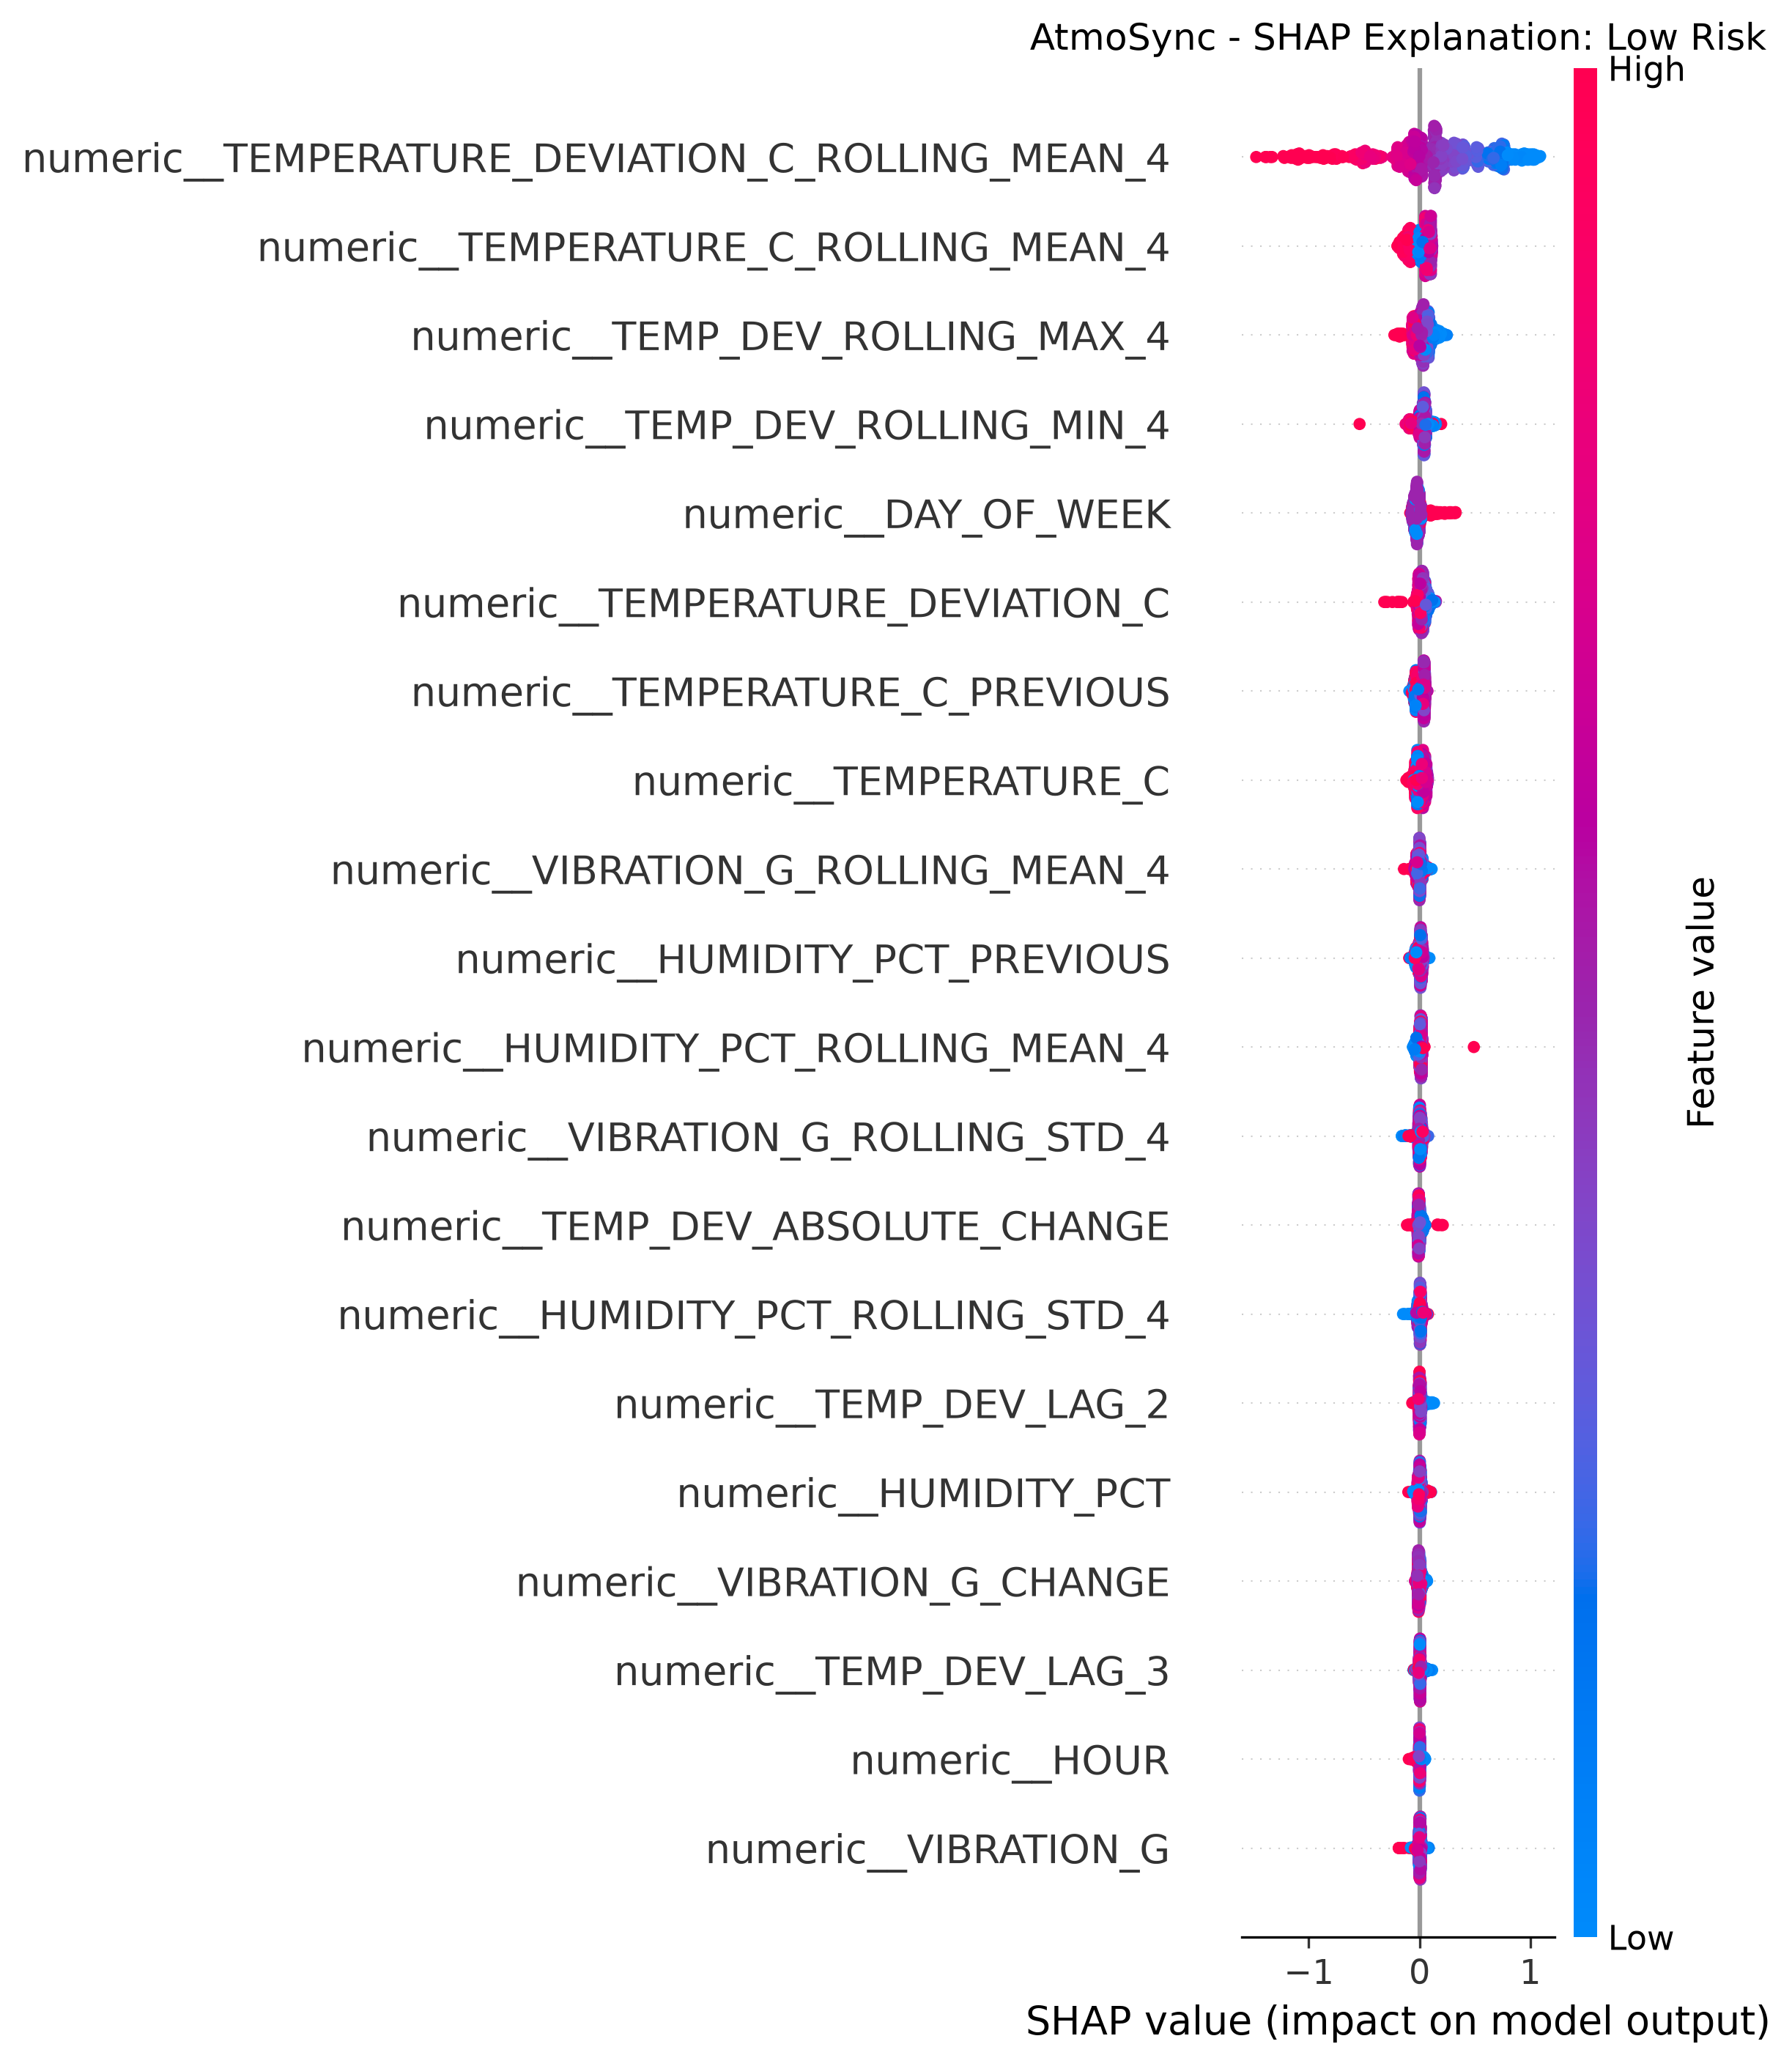 AtmoSync - SHAP Explanation: Low Risk
High
numeric__TEMPERATURE_DEVIATION_C_ROLLING_MEAN_4
numeric__TEMPERATURE_C_ROLLING_MEAN_4
numeric__TEMP_DEV_ROLLING_MAX_4
numeric__TEMP_DEV_ROLLING_MIN_4
numeric__DAY_OF_WEEK
numeric__TEMPERATURE_DEVIATION_C
numeric__TEMPERATURE_C_PREVIOUS
numeric__TEMPERATURE_C
numeric__VIBRATION_G_ROLLING_MEAN_4
numeric__HUMIDITY_PCT_PREVIOUS
numeric__HUMIDITY_PCT_ROLLING_MEAN_4
numeric__VIBRATION_G_ROLLING_STD_4
numeric__TEMP_DEV_ABSOLUTE_CHANGE
numeric__HUMIDITY_PCT_ROLLING_STD_4
numeric__TEMP_DEV_LAG_2
numeric__HUMIDITY_PCT
numeric__VIBRATION_G_CHANGE
numeric__TEMP_DEV_LAG_3
numeric__HOUR
numeric__VIBRATION_G
Feature value
Low
−1 0 1
SHAP value (impact on model output)